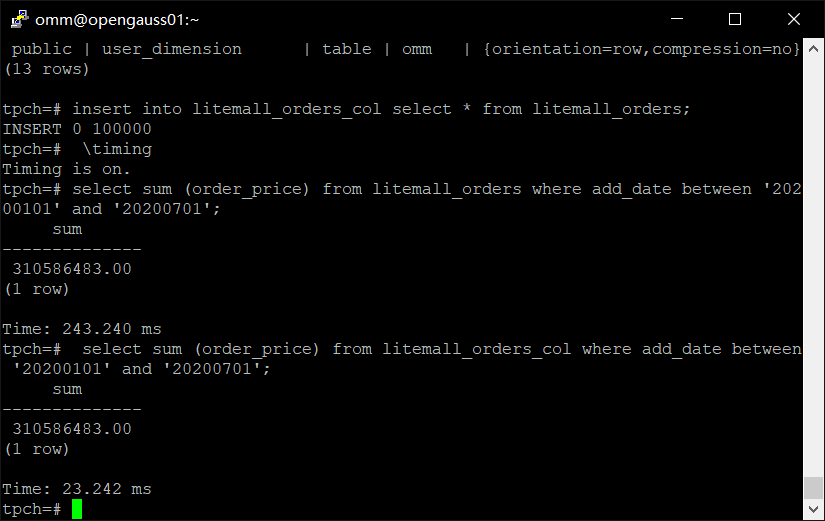 omm@opengauss01:~
 public | user_dimension      | table | omm   | {orientation=row,compression=no}
(13 rows)
tpch=# insert into litemall_orders_col select * from litemall_orders;
INSERT 0 100000
tpch=#  \timing
Timing is on.
tpch=# select sum (order_price) from litemall_orders where add_date between '202
00101' and '20200701';
     sum
--------------
 310586483.00
(1 row)
Time: 243.240 ms
tpch=#  select sum (order_price) from litemall_orders_col where add_date between
 '20200101' and '20200701';
     sum
--------------
 310586483.00
(1 row)
Time: 23.242 ms
tpch=#